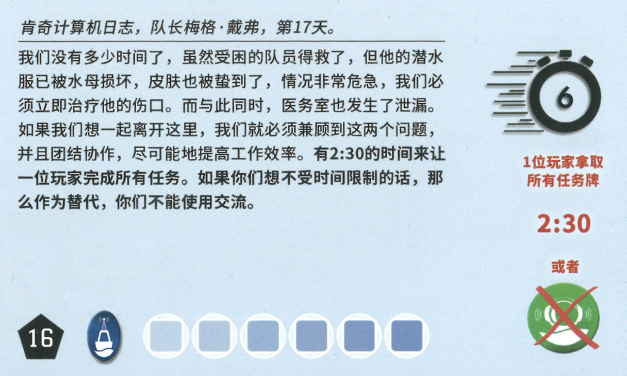 肯奇计算机日志，队长梅格·戴弗，第17天。
我们没有多少时间了，虽然受困的队员得救了，但他的潜水
服已被水母损坏，皮肤也被蛰到了，情况非常危急，我们必
须立即治疗他的伤口。而与此同时，医务室也发生了泄漏。
如果我们想一起离开这里，我们就必须兼顾到这两个问题，
并且团结协作，尽可能地提高工作效率。有2:30的时间来让
一位玩家完成所有任务。如果你们想不受时间限制的话，那
么作为替代，你们不能使用交流。
6
1位玩家拿取
所有任务牌
2:30
或者
16